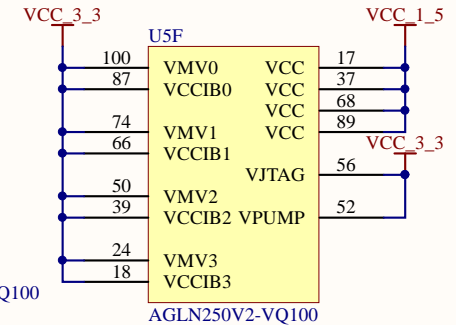 VCC_3_3 VCC_1_5
U5F
100 VMV0 VCC 17
87 VCCIB0 VCC 37
VCC 68
74 VMV1 VCC 89
66 VCCIB1
VCC_3_3
VJTAG 56
50 VMV2
39 VCCIB2 VPUMP 52
24 VMV3
18 VCCIB3
Q100
AGLN250V2-VQ100